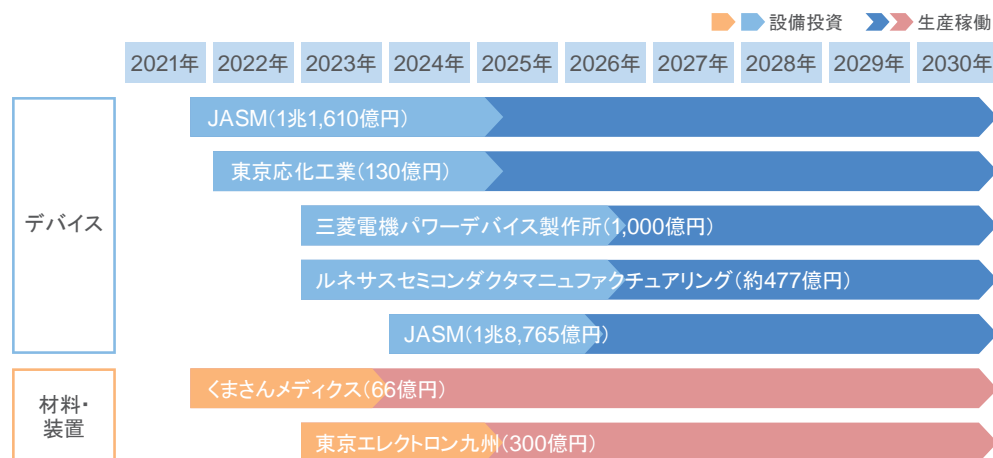 設備投資 生産稼働
2021年 2022年 2023年 2024年 2025年 2026年 2027年 2028年 2029年 2030年
デバイス
JASM(1兆1,610億円)
東京応化工業(130億円)
三菱電機パワーデバイス製作所(1,000億円)
ルネサスセミコンダクタマニュファクチュアリング(約477億円)
JASM(1兆8,765億円)
材料・
装置
くまさんメディクス(66億円)
東京エレクトロン九州(300億円)